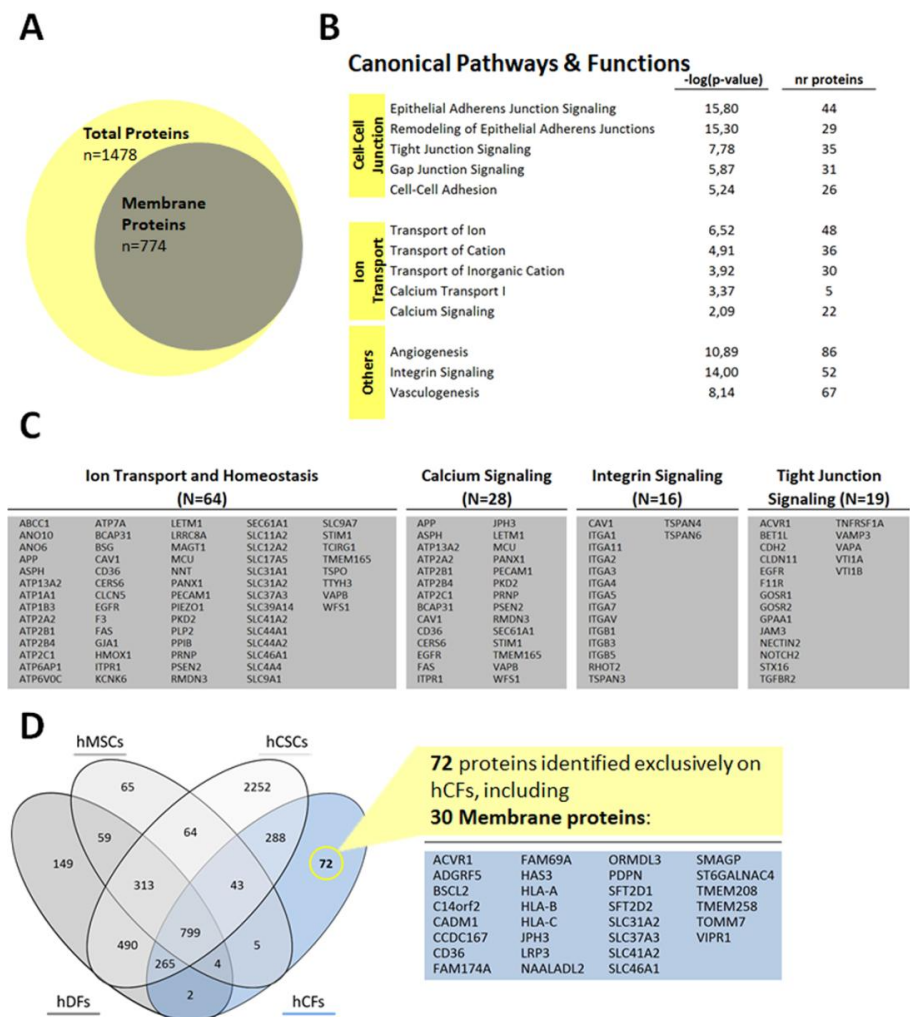 A
Total Proteins
n=1478
Membrane
Proteins
n=774
B
Canonical Pathways & Functions
-log(p-value) nr proteins
Cell-Cell
Junction
Epithelial Adherens Junction Signaling 15,80 44
Remodeling of Epithelial Adherens Junctions 15,30 29
Tight Junction Signaling 7,78 35
Gap Junction Signaling 5,87 31
Cell-Cell Adhesion 5,24 26
Ion
Transport
Transport of Ion 6,52 48
Transport of Cation 4,91 36
Transport of Inorganic Cation 3,92 30
Calcium Transport I 3,37 5
Calcium Signaling 2,09 22
Others
Angiogenesis 10,89 86
Integrin Signaling 14,00 52
Vasculogenesis 8,14 67
C
Ion Transport and Homeostasis
(N=64)
ABCC1 ATP7A LETM1 SEC61A1 SLC9A7
ANO10 BCAP31 LRRC8A SLC11A2 STIM1
ANO6 BSG MAGT1 SLC12A2 TCIRG1
APP CAV1 MCU SLC17A5 TMEM165
ASPH CD36 NNT SLC31A1 TSPO
ATP13A2 CERS6 PANX1 SLC31A2 TTYH3
ATP1A1 CLCN5 PECAM1 SLC37A3 VAPB
ATP1B3 EGFR PIEZO1 SLC39A14 WFS1
ATP2A2 F3 PKD2 SLC41A2
ATP2B1 FAS PLP2 SLC44A1
ATP2B4 GJA1 PPIB SLC44A2
ATP2C1 HMOX1 PRNP SLC46A1
ATP6AP1 ITPR1 PSEN2 SLC4A4
ATP6V0C KCNK6 RMDN3 SLC9A1
Calcium Signaling
(N=28)
APP JPH3
ASPH LETM1
ATP13A2 MCU
ATP2A2 PANX1
ATP2B1 PECAM1
ATP2B4 PKD2
ATP2C1 PRNP
BCAP31 PSEN2
CAV1 RMDN3
CD36 SEC61A1
CERS6 STIM1
EGFR TMEM165
FAS VAPB
ITPR1 WFS1
Integrin Signaling
(N=16)
CAV1 TSPAN4
ITGA1 TSPAN6
ITGA11
ITGA2
ITGA3
ITGA4
ITGA5
ITGA7
ITGAV
ITGB1
ITGB3
ITGB5
RHOT2
TSPAN3
Tight Junction
Signaling (N=19)
ACVR1 TNFRSF1A
BET1L VAMP3
CDH2 VAPA
CLDN11 VTI1A
EGFR VTI1B
F11R
GOSR1
GOSR2
GPAA1
JAM3
NECTIN2
NOTCH2
STX16
TGFBR2
D
hMSCs hCSCs
65 2252
59 64 288
149 72
313 43
799
490 5
265 4
2
hDFs hCFs
72 proteins identified exclusively on
hCFs, including
30 Membrane proteins:
ACVR1 FAM69A ORMDL3 SMAGP
ADGRF5 HAS3 PDPN ST6GALNAC4
BSCL2 HLA-A SFT2D1 TMEM208
C14orf2 HLA-B SFT2D2 TMEM258
CADM1 HLA-C SLC31A2 TOMM7
CCDC167 JPH3 SLC37A3 VIPR1
CD36 LRP3 SLC41A2
FAM174A NAALADL2 SLC46A1